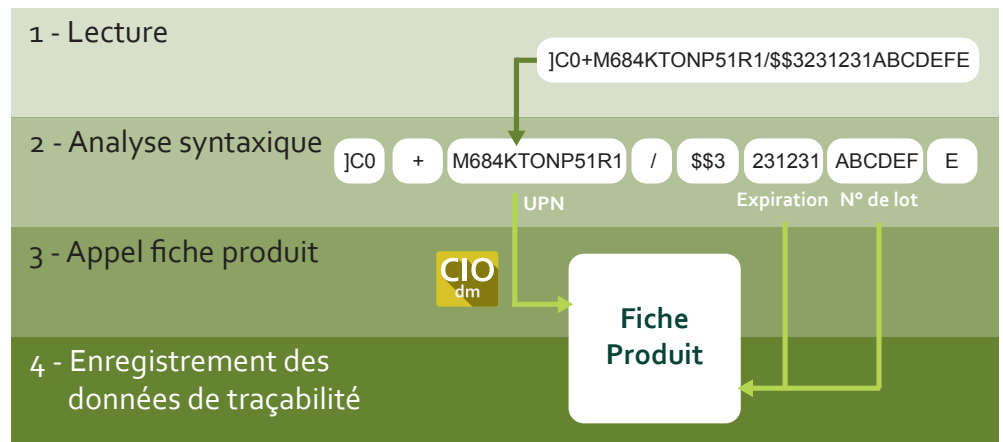 1 - Lecture
]C0+M684KTONP51R1/$$3231231ABCDEFE
2 - Analyse syntaxique
]C0 + M684KTONP51R1 / $$3 231231 ABCDEF E
UPN Expiration N° de lot
3 - Appel fiche produit
CIO
dm
Fiche
Produit
4 - Enregistrement des
données de traçabilité